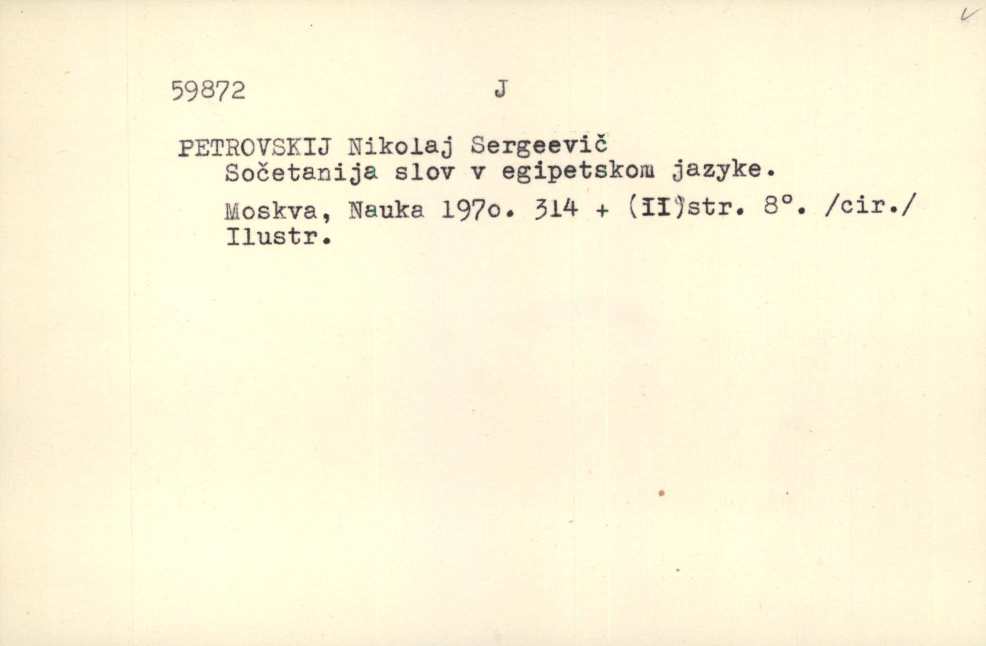 59872 J
PETROVSKIJ Nikolaj Sergeevič
Sočetanija slov v egipetskom jazyke.
Moskva, Nauka 197o. 314 + (II)str. 8°. /cir./
Ilustr.